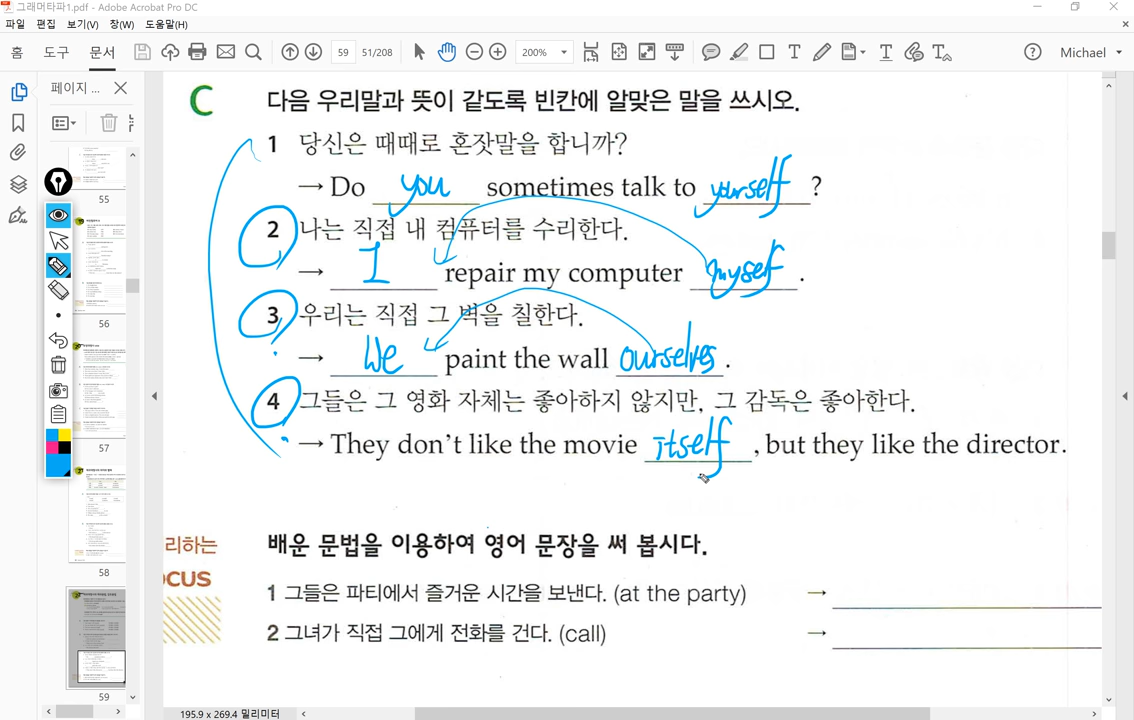 그래머타파1.pdf - Adobe Acrobat Pro DC
파일 편집 보기(V) 창(W) 도움말(H)
홈 도구 문서 59 51/208 200% Michael
페이지 ...
55
56
57
58
59
C 다음 우리말과 뜻이 같도록 빈칸에 알맞은 말을 쓰시오.
1 당신은 때때로 혼잣말을 합니까?
→ Do you sometimes talk to yourself ?
2 나는 직접 내 컴퓨터를 수리한다.
→ I repair my computer myself .
3 우리는 직접 그 벽을 칠한다.
→ We paint the wall ourselves .
4 그들은 그 영화 자체는 좋아하지 않지만, 그 감독은 좋아한다.
→ They don't like the movie itself , but they like the director.
리하는 배운 문법을 이용하여 영어 문장을 써 봅시다.
OCUS
1 그들은 파티에서 즐거운 시간을 보낸다. (at the party) →
2 그녀가 직접 그에게 전화를 건다. (call) →
195.9 x 269.4 밀리미터